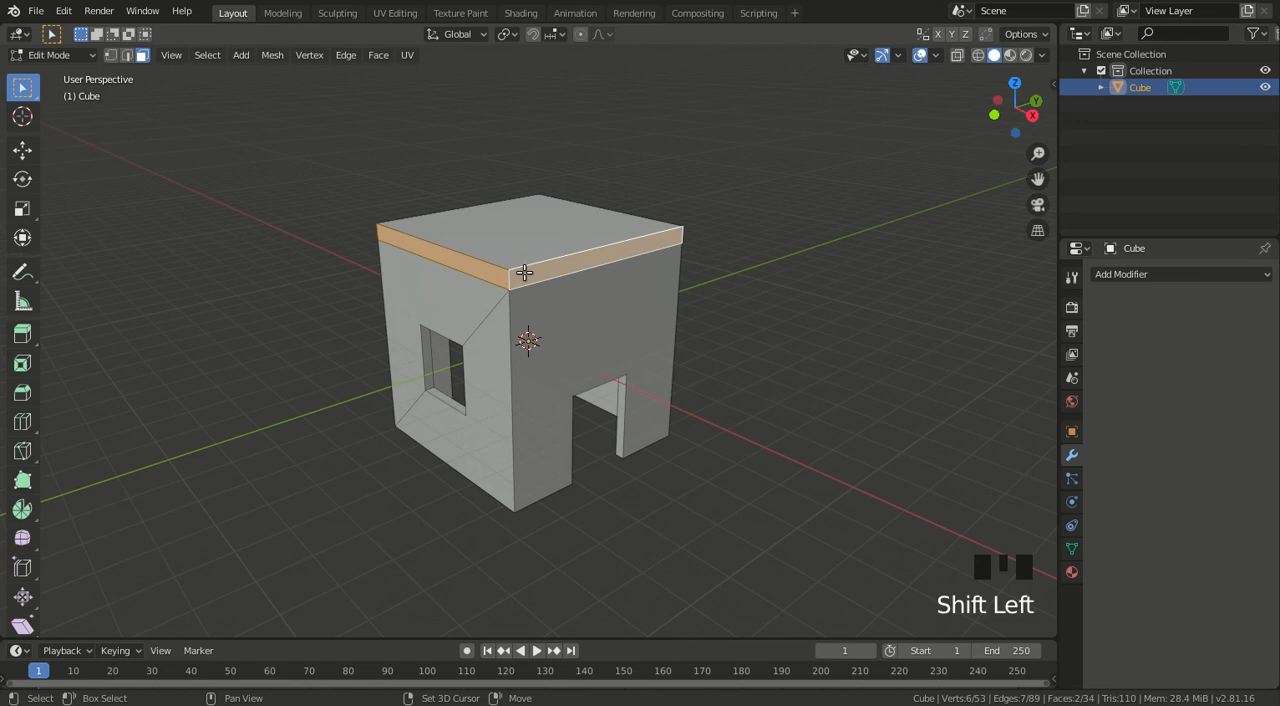 File Edit Render Window Help Layout Modeling Sculpting UV Editing Texture Paint Shading Animation Rendering Compositing Scripting + Scene View Layer
Global X Y Z Options
Edit Mode View Select Add Mesh Vertex Edge Face UV
Scene Collection
Collection
Cube
User Perspective
(1) Cube
Z
Y
X
Cube
Add Modifier
Shift Left
Playback Keying View Marker 1 Start 1 End 250
1 10 20 30 40 50 60 70 80 90 100 110 120 130 140 150 160 170 180 190 200 210 220 230 240 250
Select Box Select Pan View Set 3D Cursor Move Cube | Verts:6/53 | Edges:7/89 | Faces:2/34 | Tris:110 | Mem: 28.4 MiB | v2.81.16